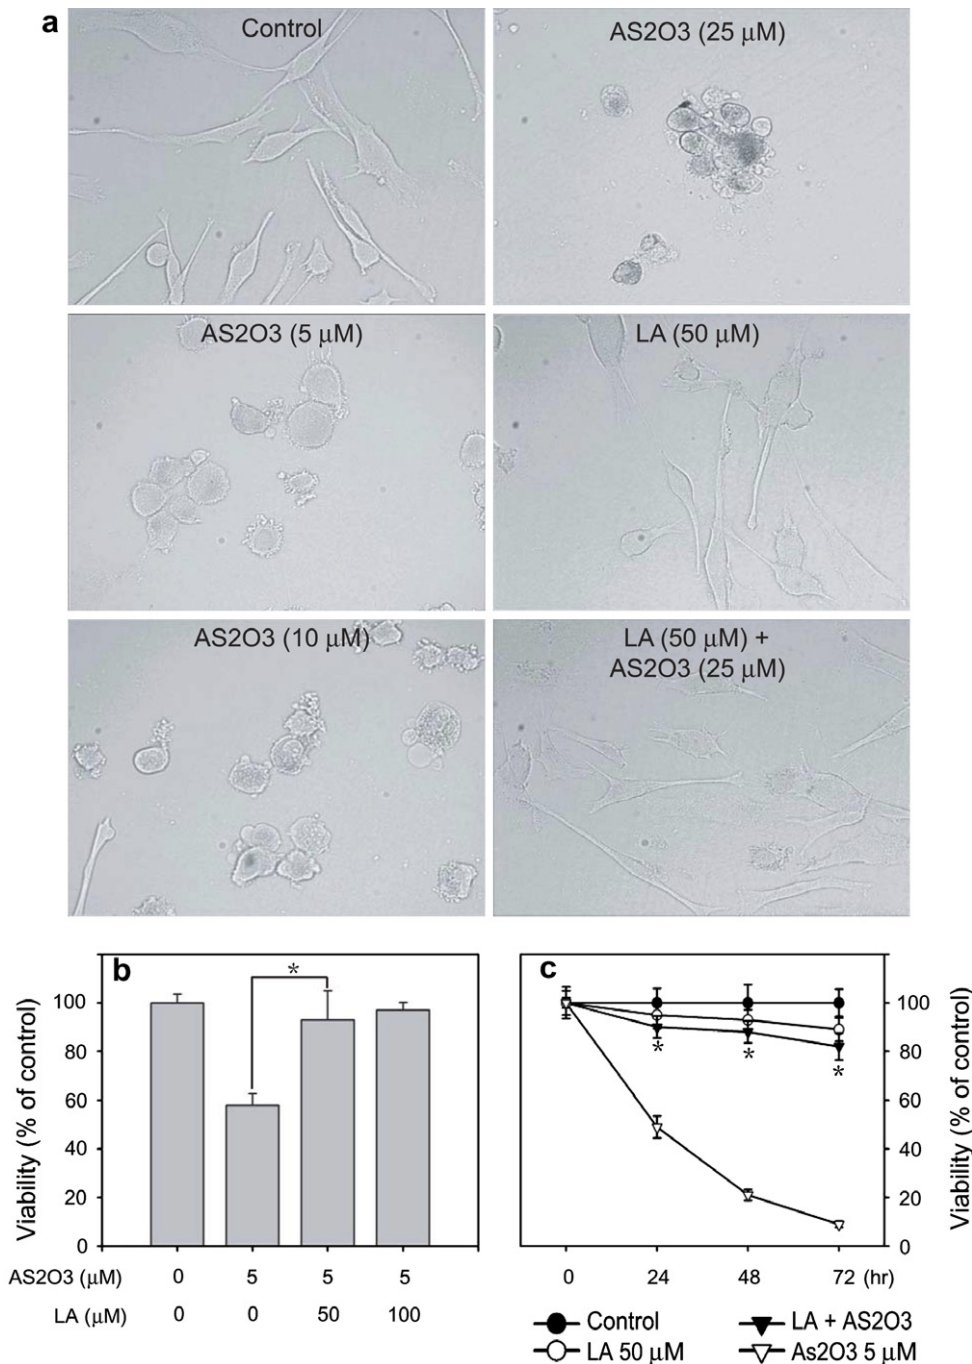 a
Control
AS2O3 (25 μM)
AS2O3 (5 μM)
LA (50 μM)
AS2O3 (10 μM)
LA (50 μM) +
AS2O3 (25 μM)
b
*
Viability (% of control)
100
80
60
40
20
0
AS2O3 (μM) 0 5 5 5
LA (μM) 0 0 50 100
c
* * *
100
80
60
40
20
0
Viability (% of control)
0 24 48 72 (hr)
Control
LA + AS2O3
LA 50 μM
As2O3 5 μM